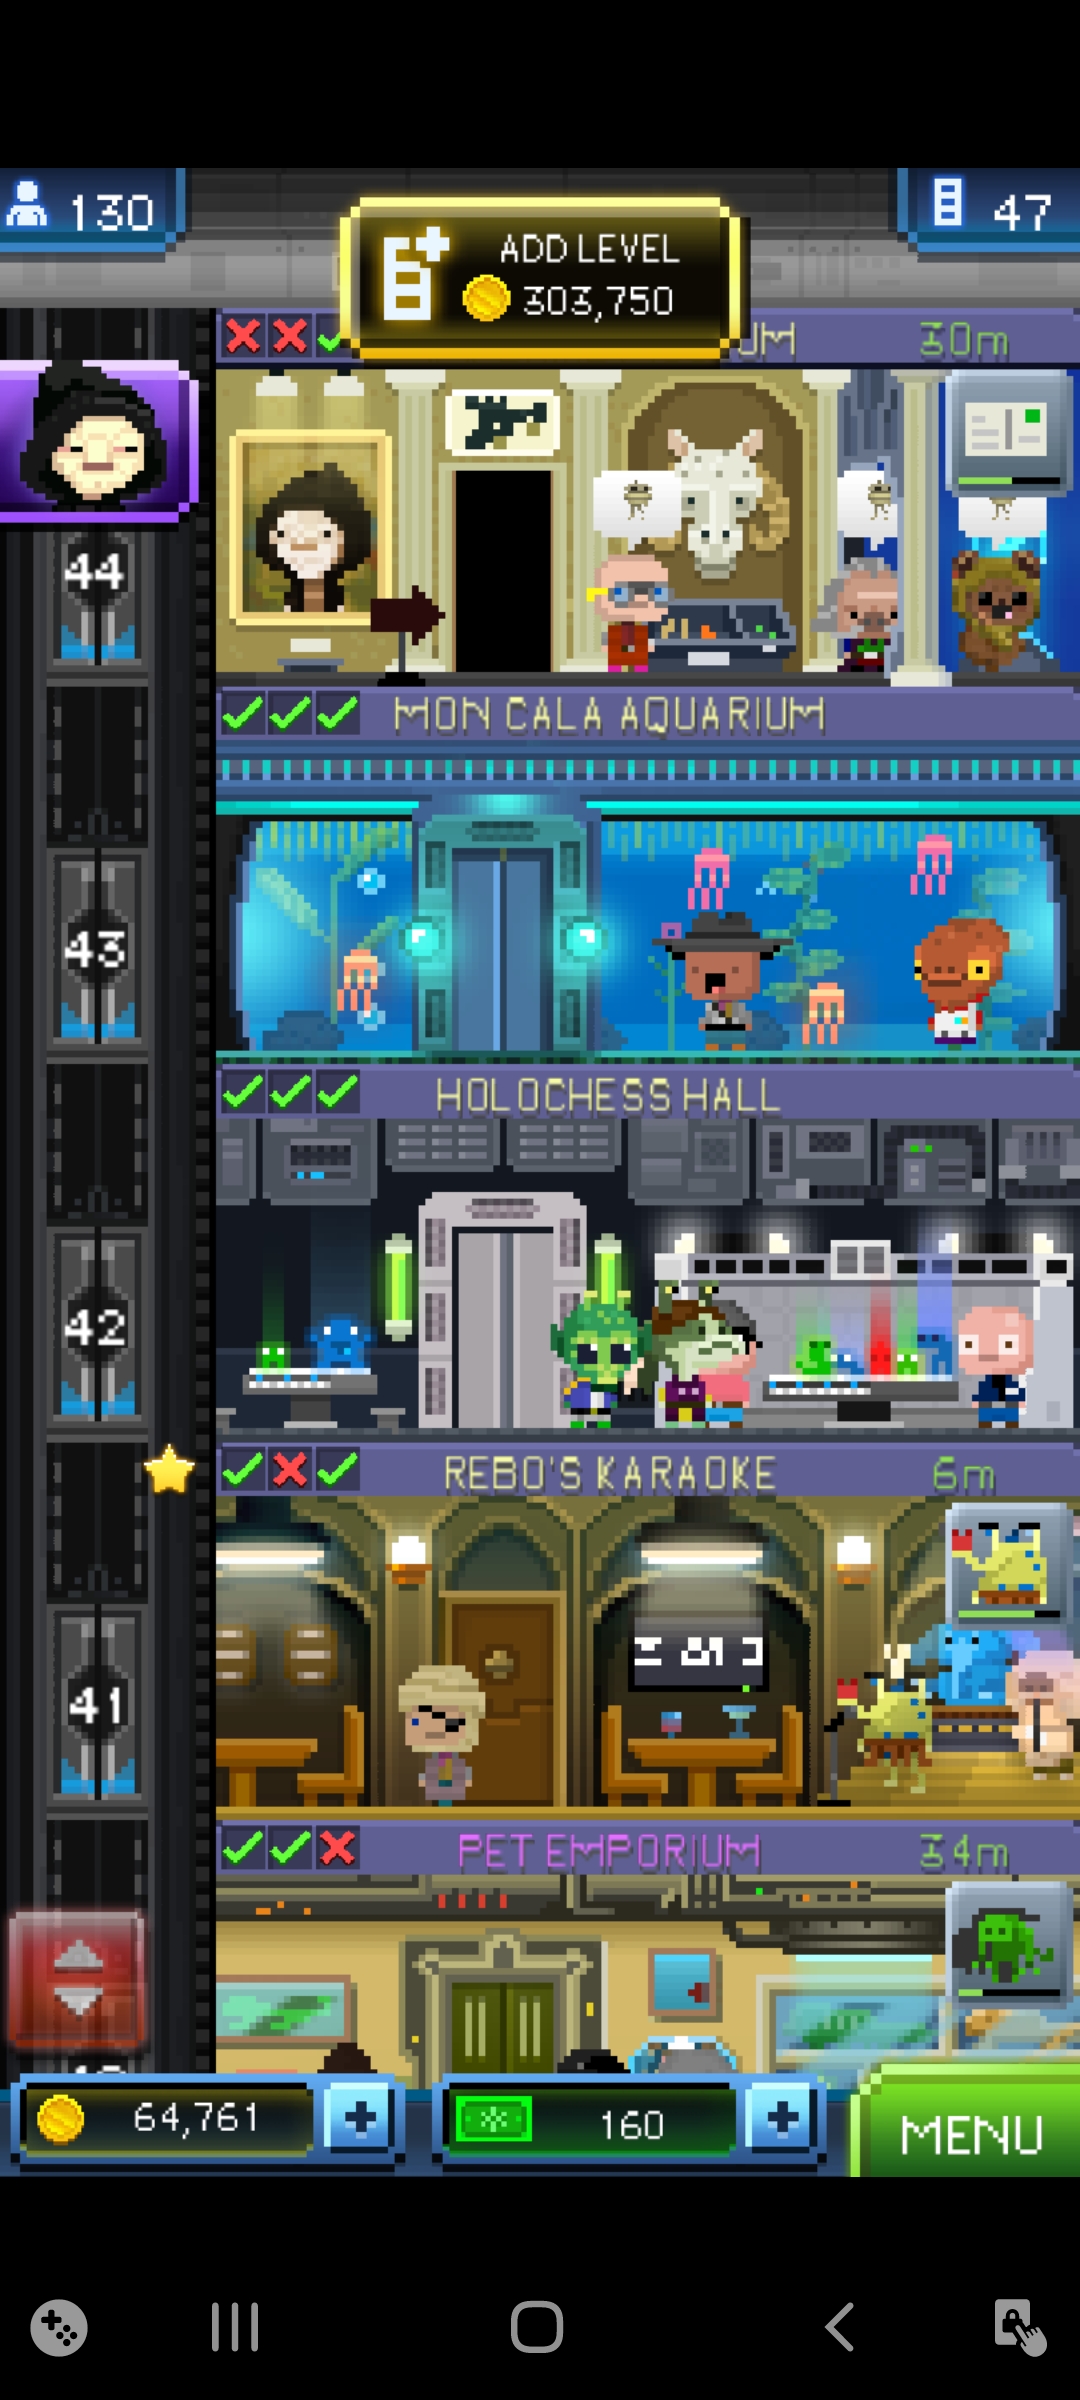 130
47
ADD LEVEL
303,750
UM
30m
44
MON CALA AQUARIUM
43
HOLOCHESS HALL
42
REBO'S KARAOKE
6m
41
PET EMPORIUM
34m
64,761
160
MENU